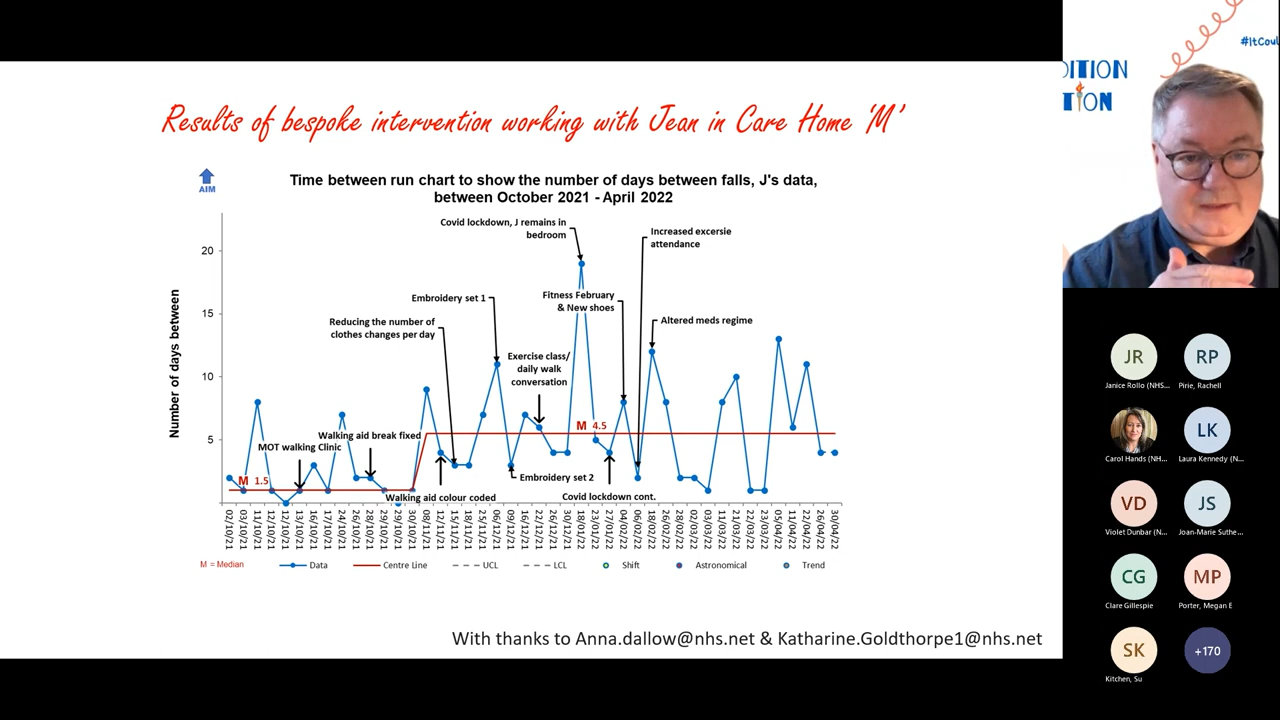 Results of bespoke intervention working with Jean in Care Home 'M'
AIM
Time between run chart to show the number of days between falls, J's data,
between October 2021 - April 2022
Number of days between
20
15
10
5
Covid lockdown, J remains in
bedroom
Increased excersie
attendance
Embroidery set 1
Fitness February
& New shoes
Reducing the number of
clothes changes per day
Altered meds regime
Exercise class/
daily walk
conversation
Walking aid break fixed
MOT walking Clinic
M 4.5
M 1.5
Embroidery set 2
Walking aid colour coded
Covid lockdown cont.
02/10/21
03/10/21
11/10/21
12/10/21
13/10/21
16/10/21
17/10/21
24/10/21
26/10/21
28/10/21
29/10/21
30/10/21
08/11/21
12/11/21
15/11/21
18/11/21
25/11/21
06/12/21
09/12/21
16/12/21
22/12/21
30/12/21
18/01/22
23/01/22
27/01/22
04/02/22
06/02/22
18/02/22
28/02/22
02/03/22
03/03/22
11/03/22
21/03/22
22/03/22
23/03/22
05/04/22
11/04/22
22/04/22
26/04/22
30/04/22
M = Median
Data
Centre Line
UCL
LCL
Shift
Astronomical
Trend
With thanks to Anna.dallow@nhs.net & Katharine.Goldthorpe1@nhs.net
#ItCoul
DITION
TION
JR
Janice Rollo (NHS...
RP
Pirie, Rachell
Carol Hands (NH...
LK
Laura Kennedy (N...
VD
Violet Dunbar (N...
JS
Joan-Marie Suthe...
CG
Clare Gillespie
MP
Porter, Megan E
SK
Kitchen, Su
+170